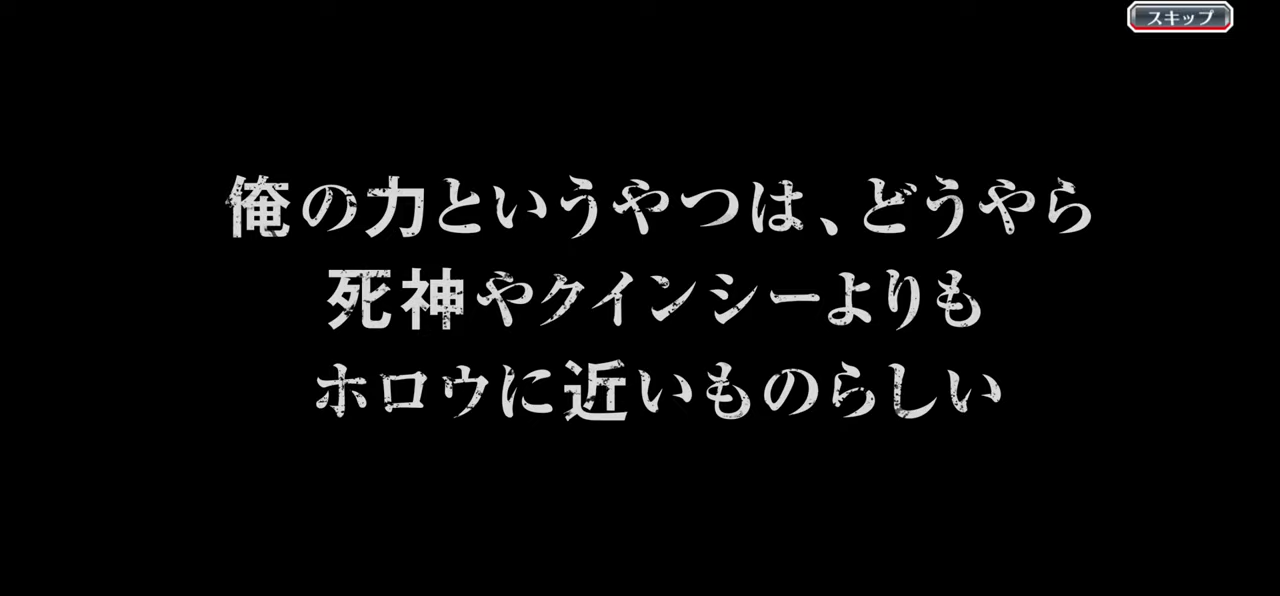 スキップ
俺の力というやつは、どうやら
死神やクインシーよりも
ホロウに近いものらしい